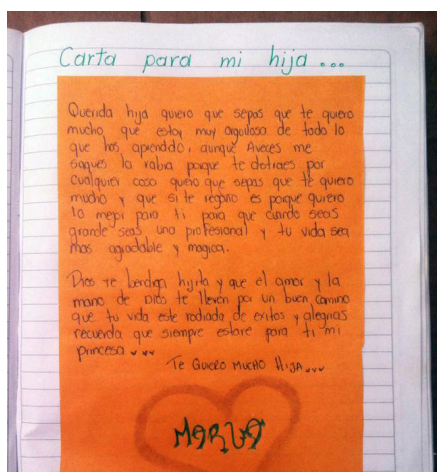 Carta para mi hija...
Querida hija quiero que sepas que te quiero
mucho, que estoy muy orgullosa de todo lo
que has aprendido, aunque Aveces me
saques la rabia porque te distraes por
cualquier cosa quiero que sepas que te quiero
mucho y que si te regaño es porque quiero
lo mejor para ti para que cuando seas
grande seas una profesional y tu vida sea
mas agradable y magica.
Dios te bendiga hijita y que el amor y la
mano de Dios te lleven por un buen camino
que tu vida este rodiada de exitos y alegrias
recuerda que siempre estare para ti mi
princesa
Te Quiero Mucho Hija...